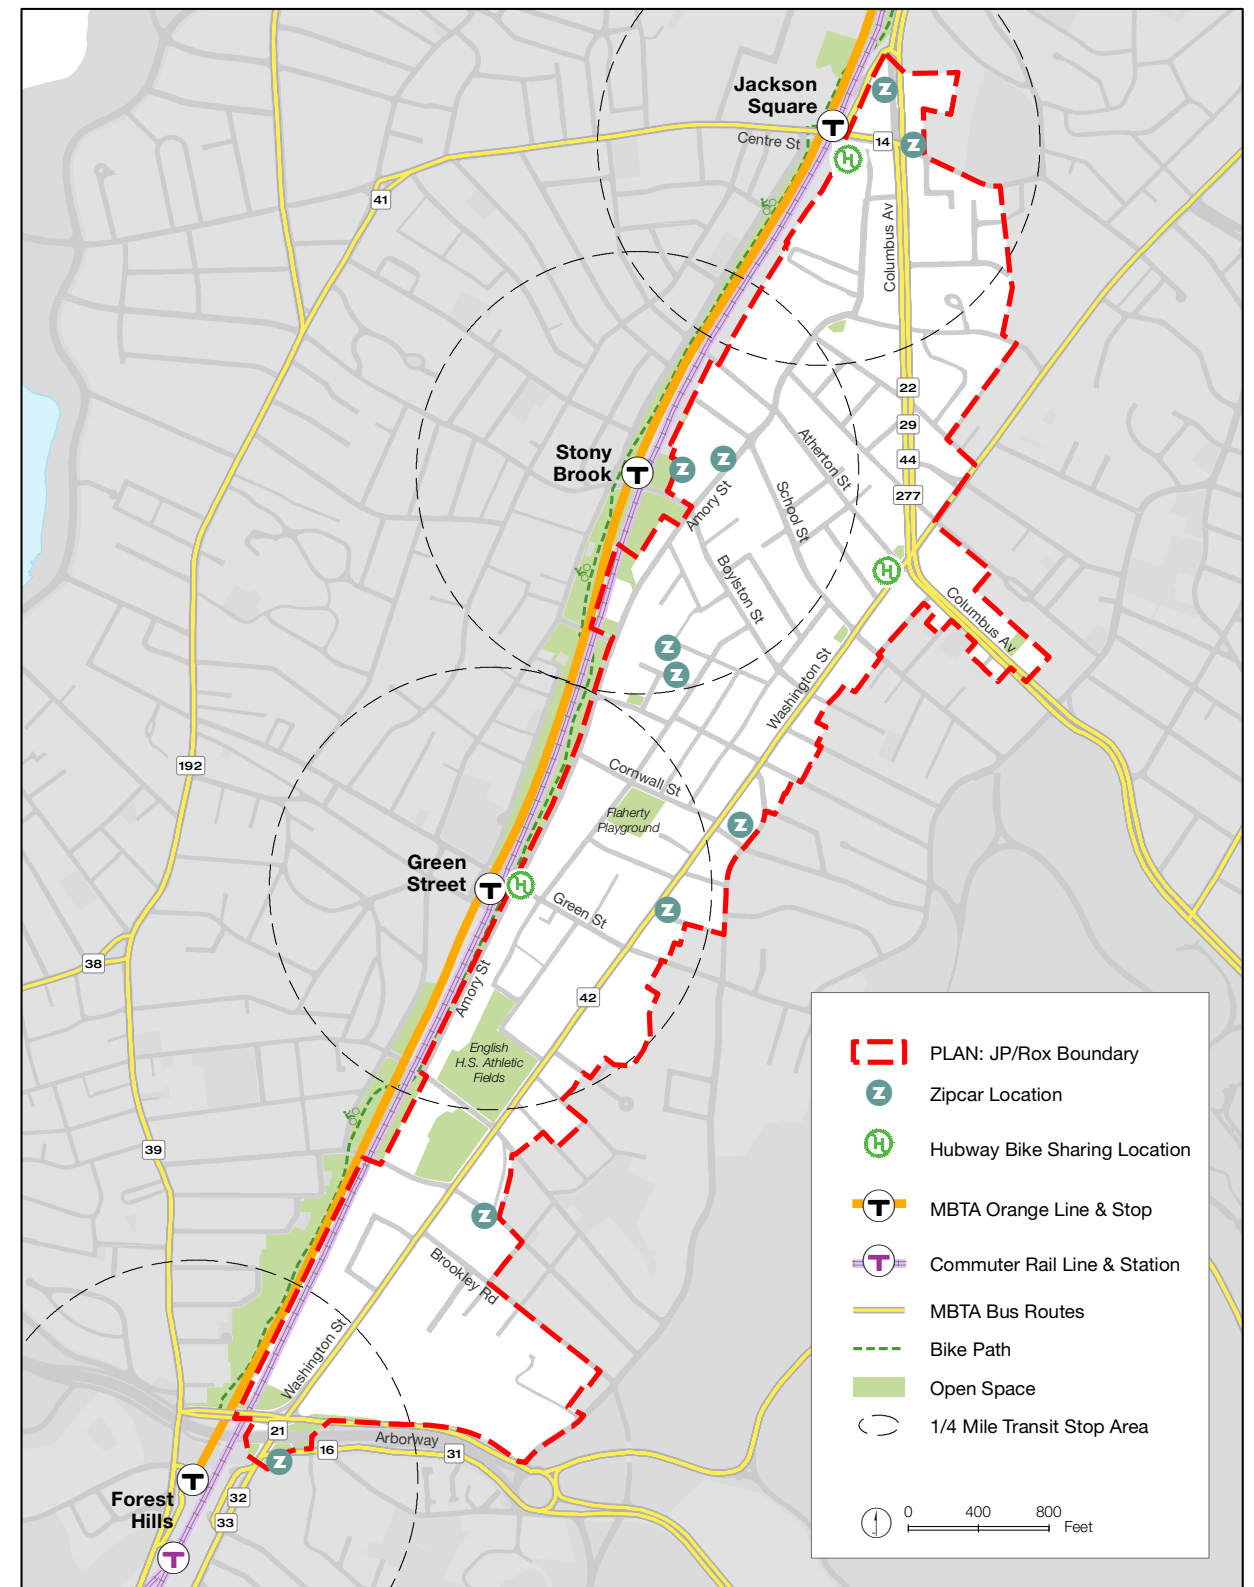 Jackson
Square
Centre St
14
41
Columbus Av
22
29
44
277
Stony
Brook
Atherton St
School St
Amory St
Boylston St
Columbus Av
Washington St
192
Cornwall St
Flaherty
Playground
Green
Street
Green St
38
Amory St
42
English
H.S. Athletic
Fields
39
Brookley Rd
Washington St
21
16
Arborway
31
Forest
Hills
32
33
PLAN: JP/Rox Boundary
Z Zipcar Location
H Hubway Bike Sharing Location
T MBTA Orange Line & Stop
T Commuter Rail Line & Station
MBTA Bus Routes
Bike Path
Open Space
1/4 Mile Transit Stop Area
0 400 800
Feet